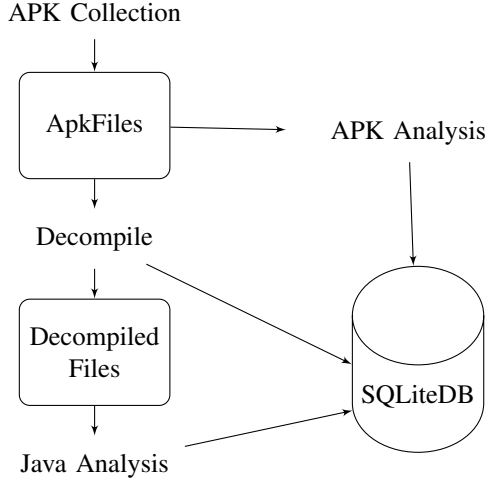 APK Collection
ApkFiles
APK Analysis
Decompile
Decompiled
Files
SQLiteDB
Java Analysis